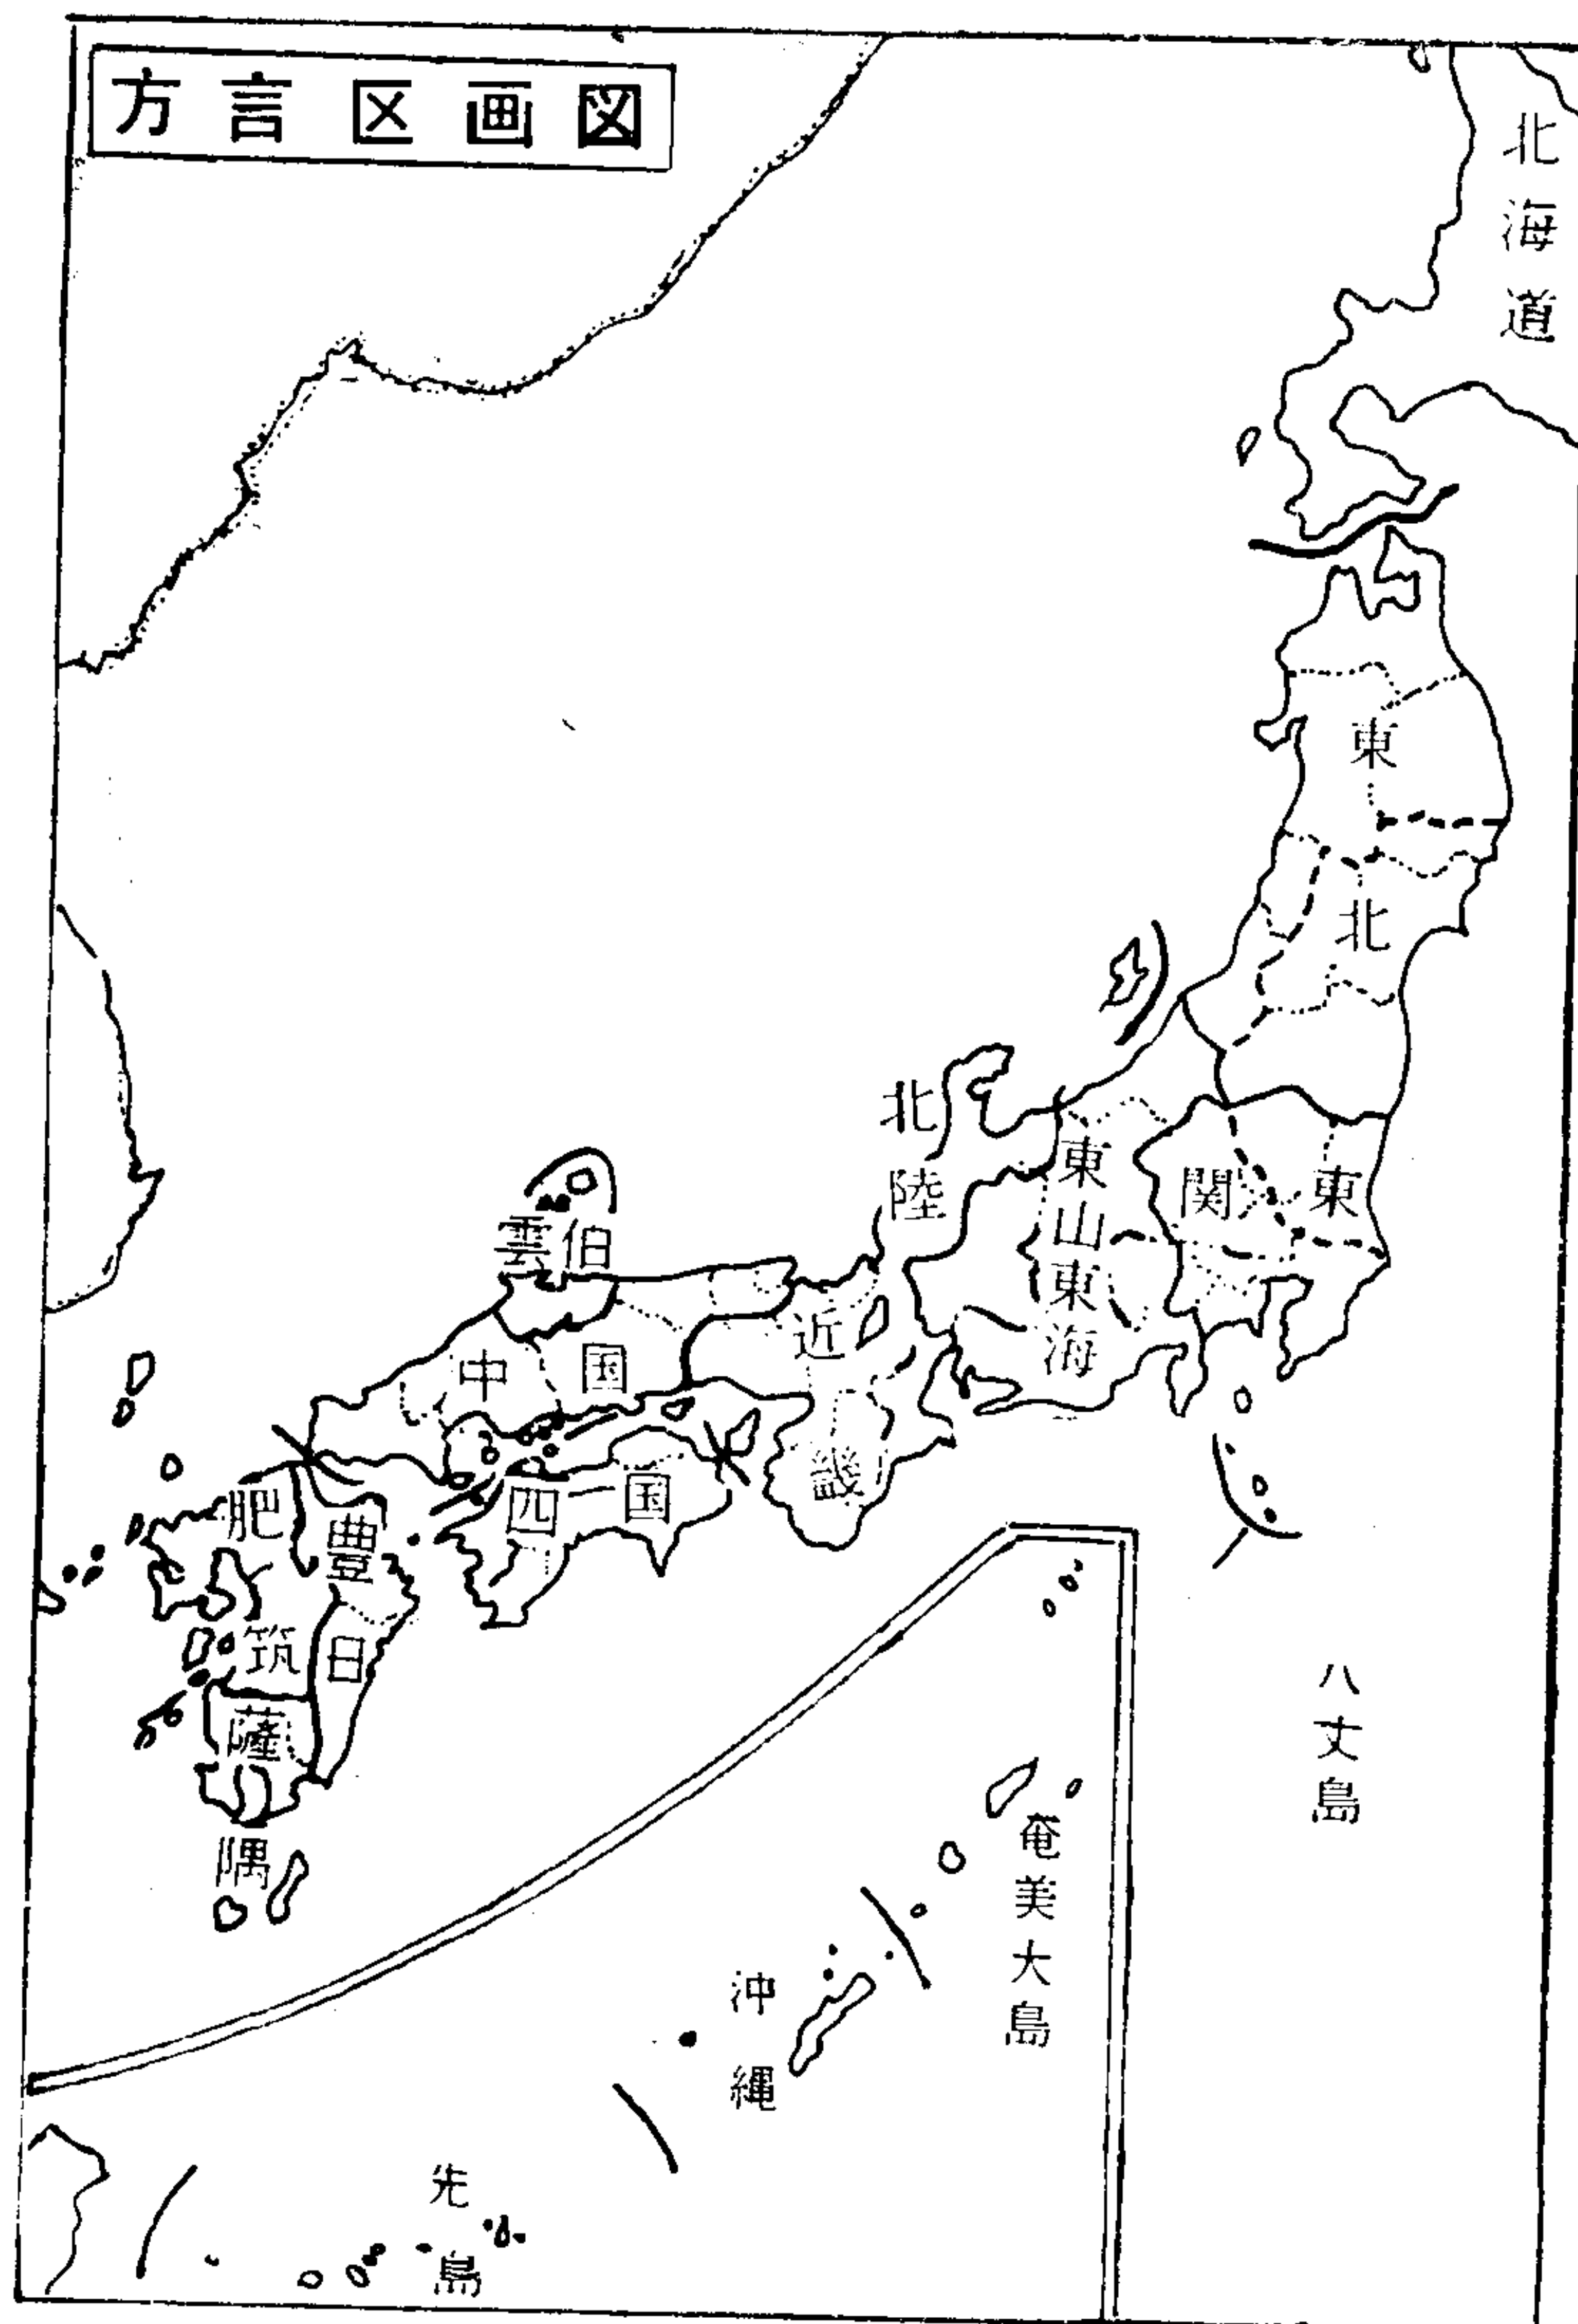 方言区画図
北海道
東北
関東
東山東海
北陸
近畿
雲伯
中国
四国
肥筑
豊日
薩隅
八丈島
奄美大島
沖縄
先島